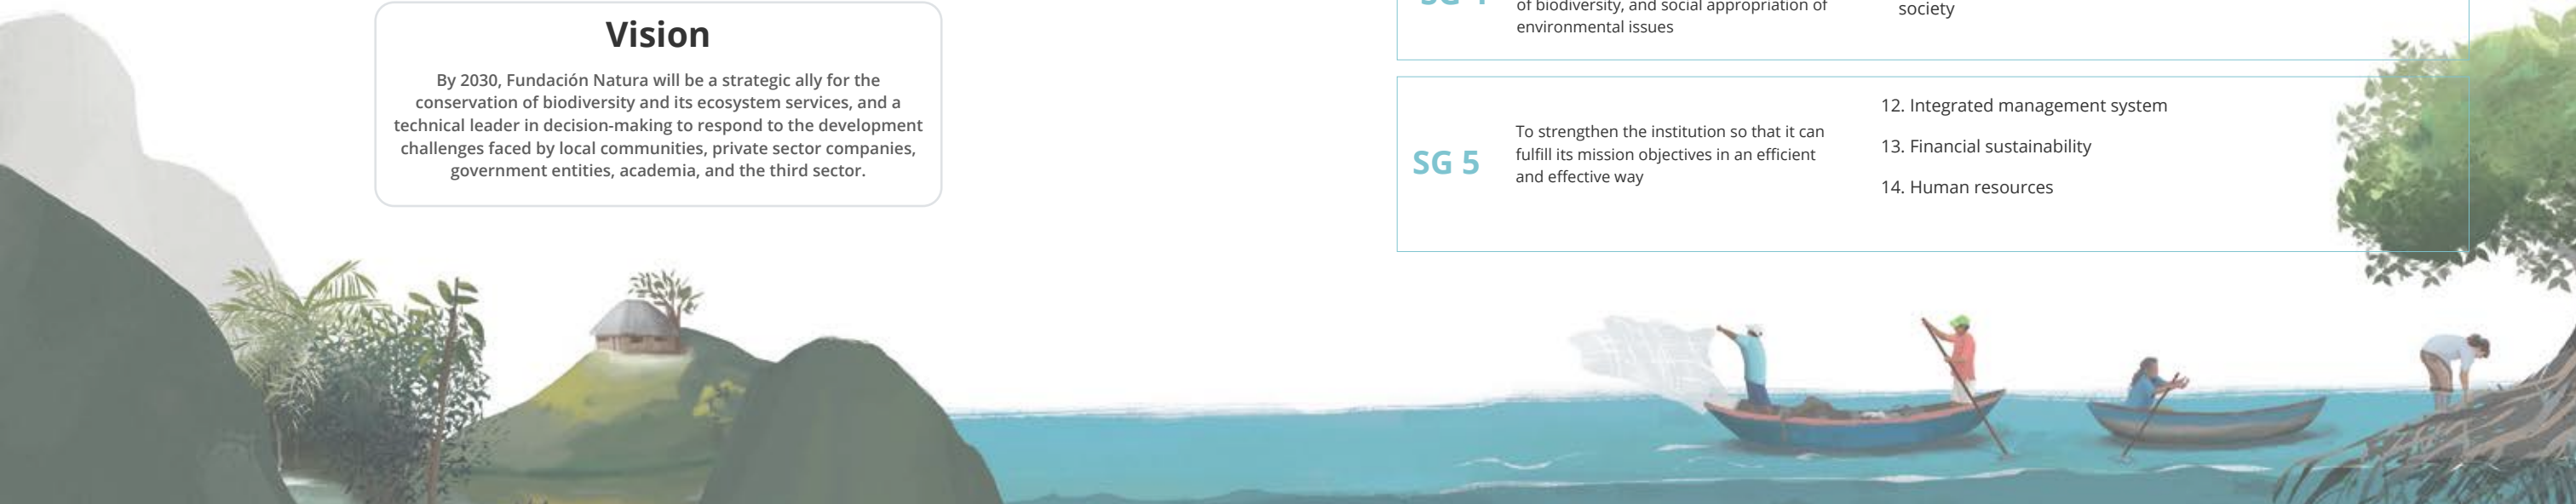 Vision
By 2030, Fundación Natura will be a strategic ally for the
conservation of biodiversity and its ecosystem services, and a
technical leader in decision-making to respond to the development
challenges faced by local communities, private sector companies,
government entities, academia, and the third sector.
of biodiversity, and social appropriation of
environmental issues
society
SG 5
To strengthen the institution so that it can
fulfill its mission objectives in an efficient
and effective way
12. Integrated management system
13. Financial sustainability
14. Human resources